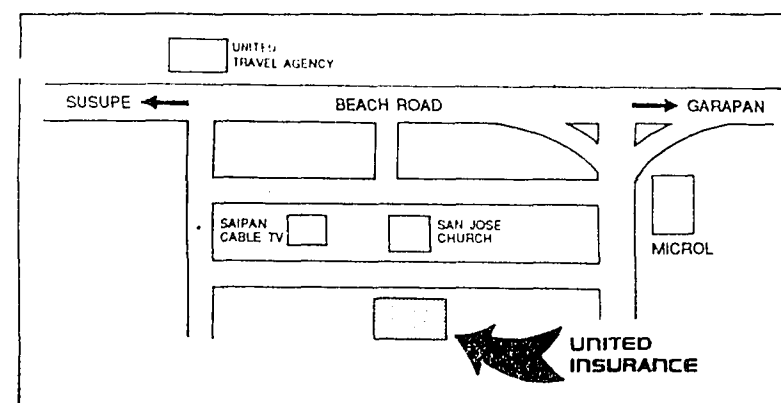 UNITED
TRAVEL AGENCY
SUSUPE
BEACH ROAD
GARAPAN
SAIPAN
CABLE TV
SAN JOSE
CHURCH
MICROL
UNITED
INSURANCE